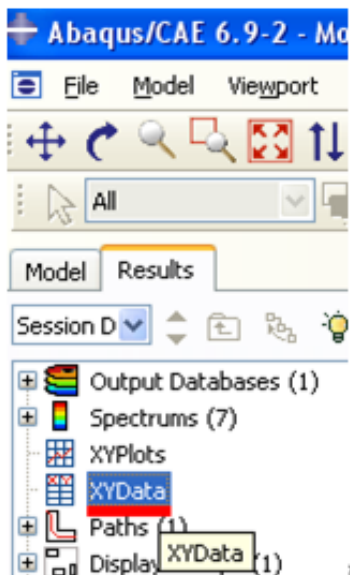 Abaqus/CAE 6.9-2 - Mo
File Model Viewport
All
Model Results
Session D
Output Databases (1)
Spectrums (7)
XYPlots
XYData
Paths (1)
XYData
Display (1)